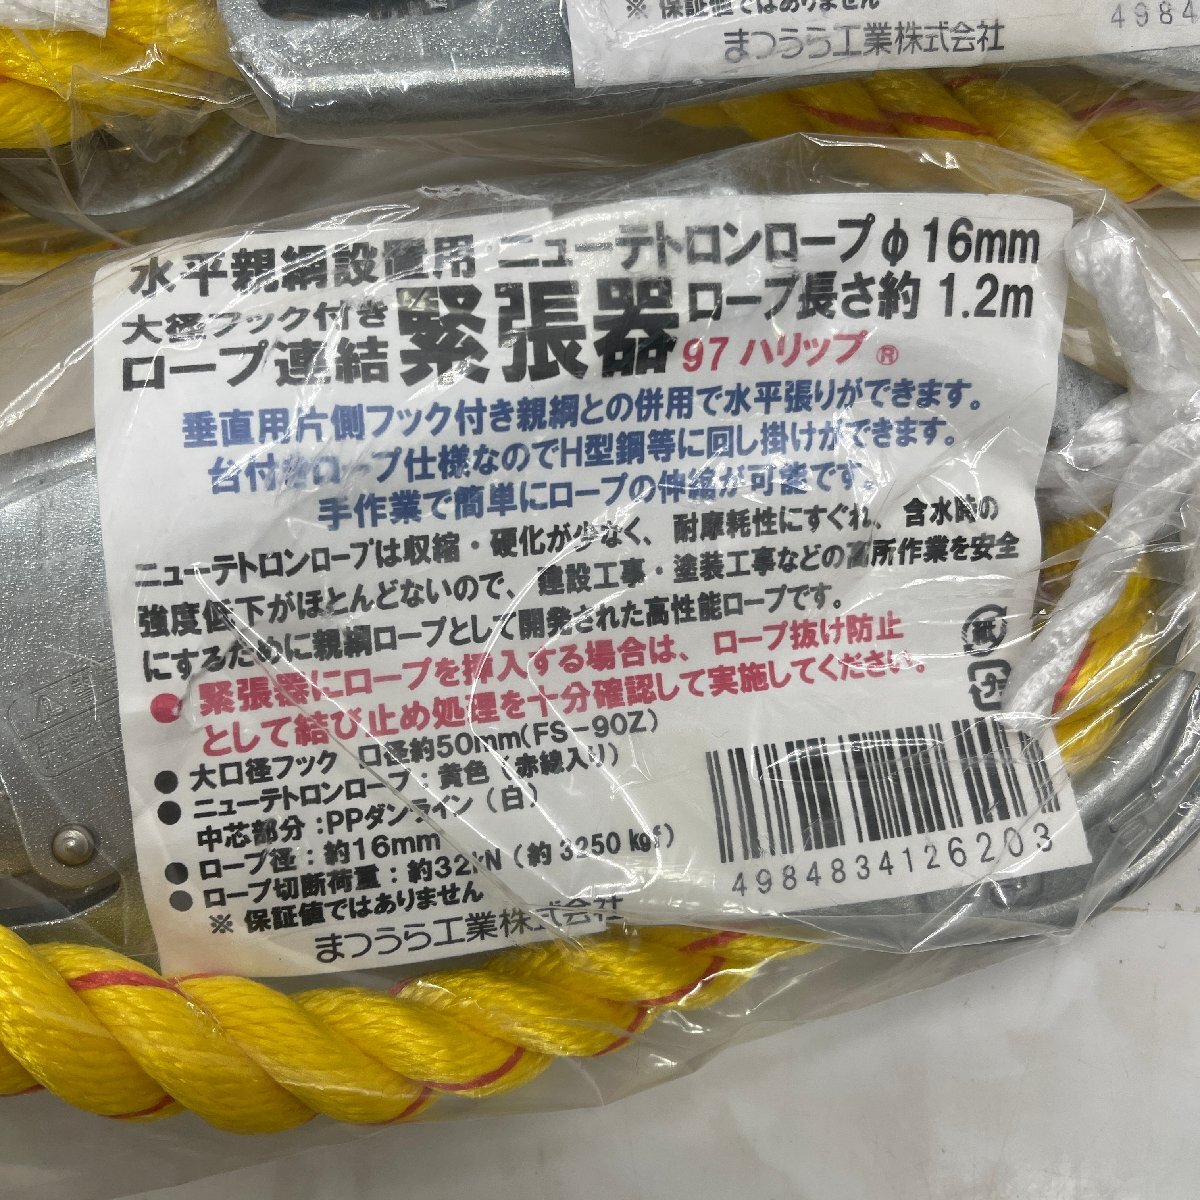 ※ 保証値ではありません
まつうら工業株式会社
4984
水平親綱設置用 ニューテトロンロープφ16mm
大径フック付き
ロープ連結 緊張器 ロープ長さ約 1.2m
97 ハリップ ®
垂直用片側フック付き親綱との併用で水平張りができます。
台付きロープ仕様なのでH型鋼等に回し掛けができます。
手作業で簡単にロープの伸縮が可能です。
ニューテトロンロープは収縮・硬化が少なく、耐摩耗性にすぐれ、含水時の
強度低下がほとんどないので、建設工事・塗装工事などの高所作業を安全
にするために親綱ロープとして開発された高性能ロープです。
●緊張器にロープを挿入する場合は、ロープ抜け防止
として結び止め処理を十分確認して実施してください。
紙
プラ
●大口径フック 口径約50mm(FS-90Z)
●ニューテトロンロープ:黄色(赤線入り)
中芯部分:PPダンライン(白)
●ロープ径:約16mm
●ロープ切断荷重:約32kN(約3250kgf)
※ 保証値ではありません
まつうら工業株式会社
4984834126203